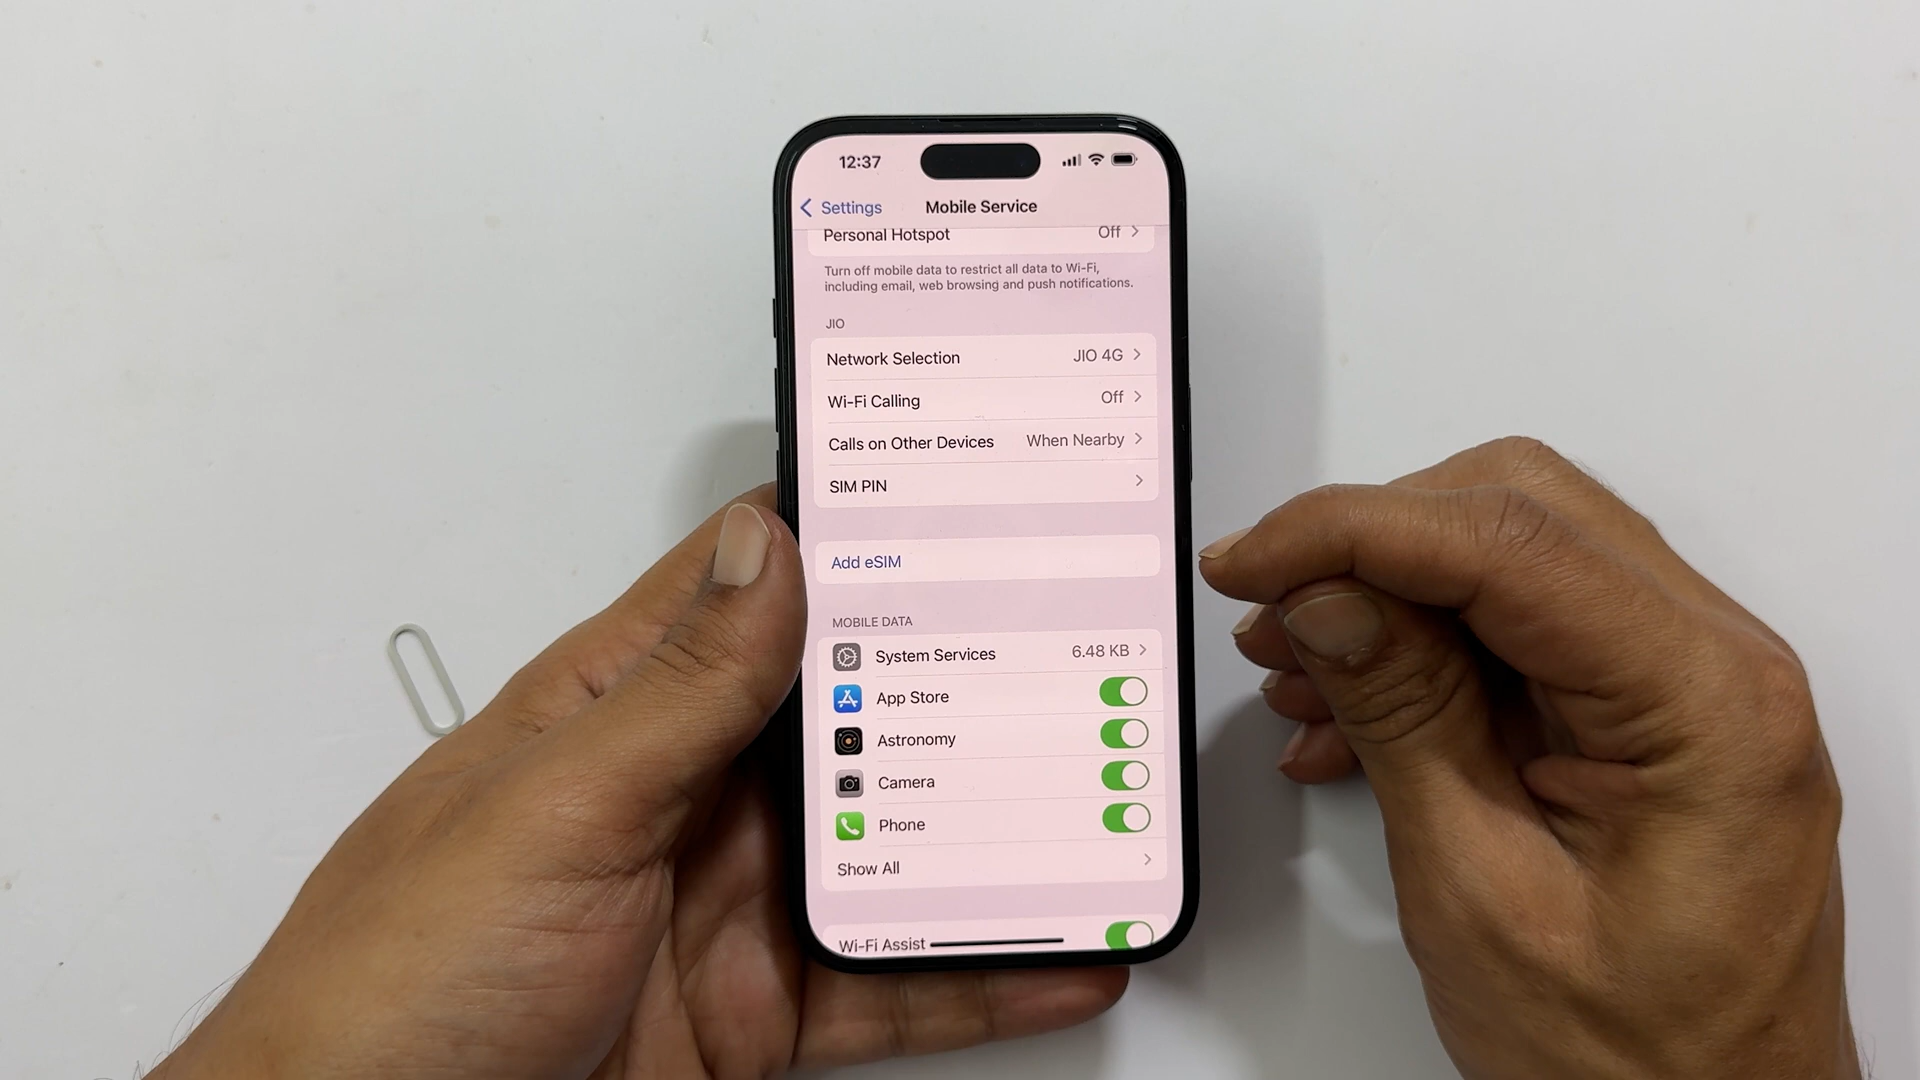 12:37
Settings
Mobile Service
Personal Hotspot Off
Turn off mobile data to restrict all data to Wi-Fi,
including email, web browsing and push notifications.
JIO
Network Selection JIO 4G
Wi-Fi Calling Off
Calls on Other Devices When Nearby
SIM PIN
Add eSIM
MOBILE DATA
System Services 6.48 KB
App Store
Astronomy
Camera
Phone
Show All
Wi-Fi Assist